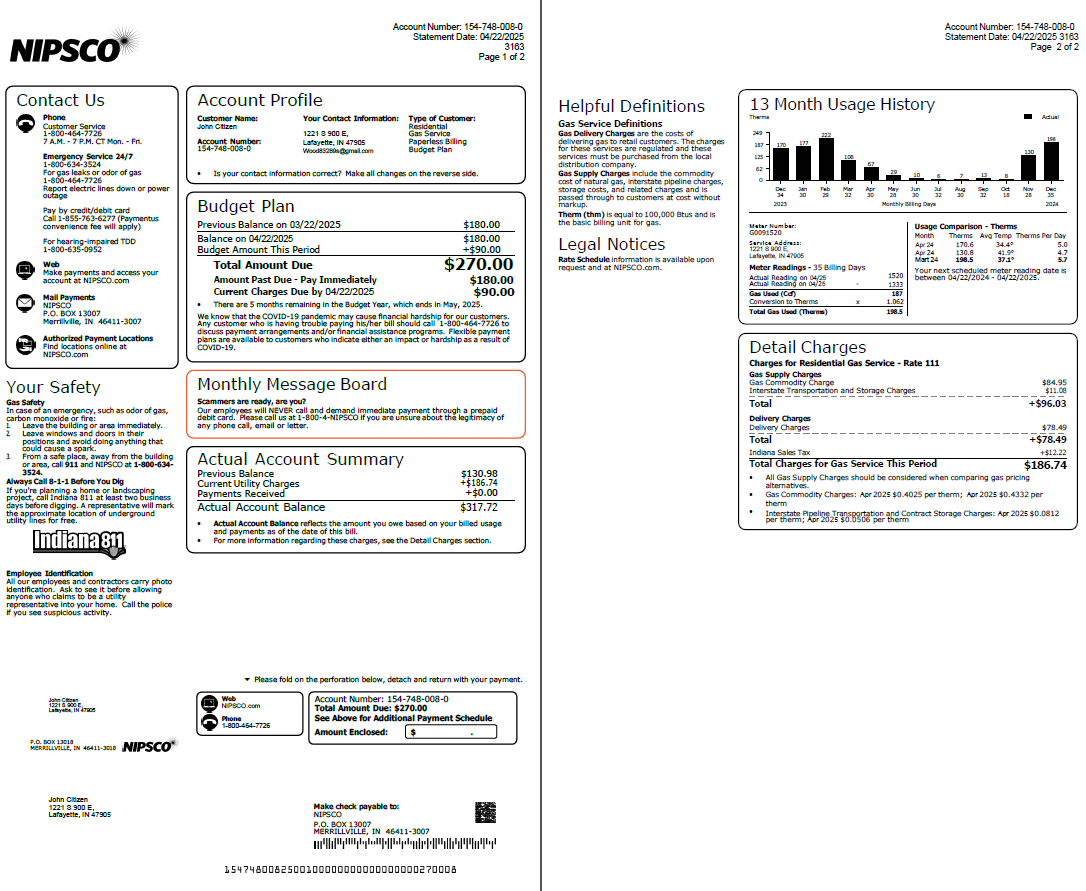 NIPSCO
Account Number: 154-748-008-0
Statement Date: 04/22/2025
3163
Page 1 of 2
Contact Us
Phone
Customer Service
1-800-464-7726
7 A.M. - 7 P.M. CT Mon. - Fri.
Emergency Service 24/7
1-800-634-3524
For gas leaks or odor of gas
1-800-464-7726
Report electric lines down or power
outage
Pay by credit/debit card
Call 1-855-763-6277 (Paymentus
convenience fee will apply)
For hearing-impaired TDD
1-800-635-0952
Web
Make payments and access your
account at NIPSCO.com
Mail Payments
NIPSCO
P.O. BOX 13007
Merrillville, IN 46411-3007
Authorized Payment Locations
Find locations online at
NIPSCO.com
Your Safety
Gas Safety
In case of an emergency, such as odor of gas,
carbon monoxide or fire:
1. Leave the building or area immediately.
2. Leave windows and doors in their
positions and avoid doing anything that
could cause a spark.
3. From a safe place, away from the building
or area, call 911 and NIPSCO at 1-800-634-
3524.
Always Call 8-1-1 Before You Dig
If you're planning a home or landscaping
project, call Indiana 811 at least two business
days before digging. A representative will mark
the approximate location of underground
utility lines for free.
Indiana 811
Employee Identification
All our employees and contractors carry photo
identification. Ask to see it before allowing
anyone who claims to be a utility
representative into your home. Call the police
if you see suspicious activity.
Account Profile
Customer Name:
John Citizen
Account Number:
154-748-008-0
Your Contact Information:
1221 S 900 E,
Lafayette, IN 47905
Wood83289s@gmail.com
Type of Customer:
Residential
Gas Service
Paperless Billing
Budget Plan
• Is your contact information correct? Make all changes on the reverse side.
Budget Plan
Previous Balance on 03/22/2025 $180.00
Balance on 04/22/2025 $180.00
Budget Amount This Period +$90.00
Total Amount Due $270.00
Amount Past Due - Pay Immediately $180.00
Current Charges Due by 04/22/2025 $90.00
• There are 5 months remaining in the Budget Year, which ends in May, 2025.
We know that the COVID-19 pandemic may cause financial hardship for our customers.
Any customer who is having trouble paying his/her bill should call 1-800-464-7726 to
discuss payment arrangements and/or financial assistance programs. Flexible payment
plans are available to customers who indicate either an impact or hardship as a result of
COVID-19.
Monthly Message Board
Scammers are ready, are you?
Our employees will NEVER call and demand immediate payment through a prepaid
debit card. Please call us at 1-800-4-NIPSCO if you are unsure about the legitimacy of
any phone call, email or letter.
Actual Account Summary
Previous Balance $130.98
Current Utility Charges +$186.74
Payments Received +$0.00
Actual Account Balance $317.72
• Actual Account Balance reflects the amount you owe based on your billed usage
and payments as of the date of this bill.
• For more information regarding these charges, see the Detail Charges section.
Please fold on the perforation below, detach and return with your payment.
John Citizen
1221 S 900 E,
Lafayette, IN 47905
P.O. BOX 13018
MERRILLVILLE, IN 46411-3018
NIPSCO
Web
NIPSCO.com
Phone
1-800-464-7726
Account Number: 154-748-008-0
Total Amount Due: $270.00
See Above for Additional Payment Schedule
Amount Enclosed: $ .
John Citizen
1221 S 900 E,
Lafayette, IN 47905
Make check payable to:
NIPSCO
P.O. BOX 13007
MERRILLVILLE, IN 46411-3007
Account Number: 154-748-008-0
Statement Date: 04/22/2025 3163
Page 2 of 2
Helpful Definitions
Gas Service Definitions
Gas Delivery Charges are the costs of
delivering gas to retail customers. The charges
for these services are regulated and these
services must be purchased from the local
distribution company.
Gas Supply Charges include the commodity
cost of natural gas, interstate pipeline charges,
storage costs, and related charges and is
passed through to customers at cost without
markup.
Therm (thm) is equal to 100,000 Btus and is
the basic billing unit for gas.
Legal Notices
Rate Schedule information is available upon
request and at NIPSCO.com.
13 Month Usage History
Therms
Actual
249
187
125
62
0
170 177 222 108 67 29 10 6 7 13 8 130 198
Dec Jan Feb Mar Apr May Jun Jul Aug Sep Oct Nov Dec
34 30 29 32 30 28 30 32 30 32 18 28 35
2023 Monthly Billing Days 2024
Meter Number:
G0091520
Service Address:
1221 S 900 E,
Lafayette, IN 47905
Meter Readings - 35 Billing Days
Actual Reading on 04/25 1520
Actual Reading on 04/25 - 1333
Gas Used (Ccf) 187
Conversion to Therms x 1.062
Total Gas Used (Therms) 198.5
Usage Comparison - Therms
Month Therms Avg Temp Therms Per Day
Apr 24 170.6 34.4° 5.0
Apr 24 130.8 41.9° 4.7
24 198.5 37.1° 5.7
Your next scheduled meter reading date is
between 04/22/2024 - 04/22/2025.
Detail Charges
Charges for Residential Gas Service - Rate 111
Gas Supply Charges
Gas Commodity Charge $84.95
Interstate Transportation and Storage Charges $11.08
Total +$96.03
Delivery Charges
Delivery Charges $78.49
Total +$78.49
Indiana Sales Tax +$12.22
Total Charges for Gas Service This Period $186.74
• All Gas Supply Charges should be considered when comparing gas pricing
alternatives.
• Gas Commodity Charges: Apr 2025 $0.4025 per therm; Apr 2025 $0.4332 per
therm
• Interstate Pipeline Transportation and Contract Storage Charges: Apr 2025 $0.0812
per therm; Apr 2025 $0.0506 per therm